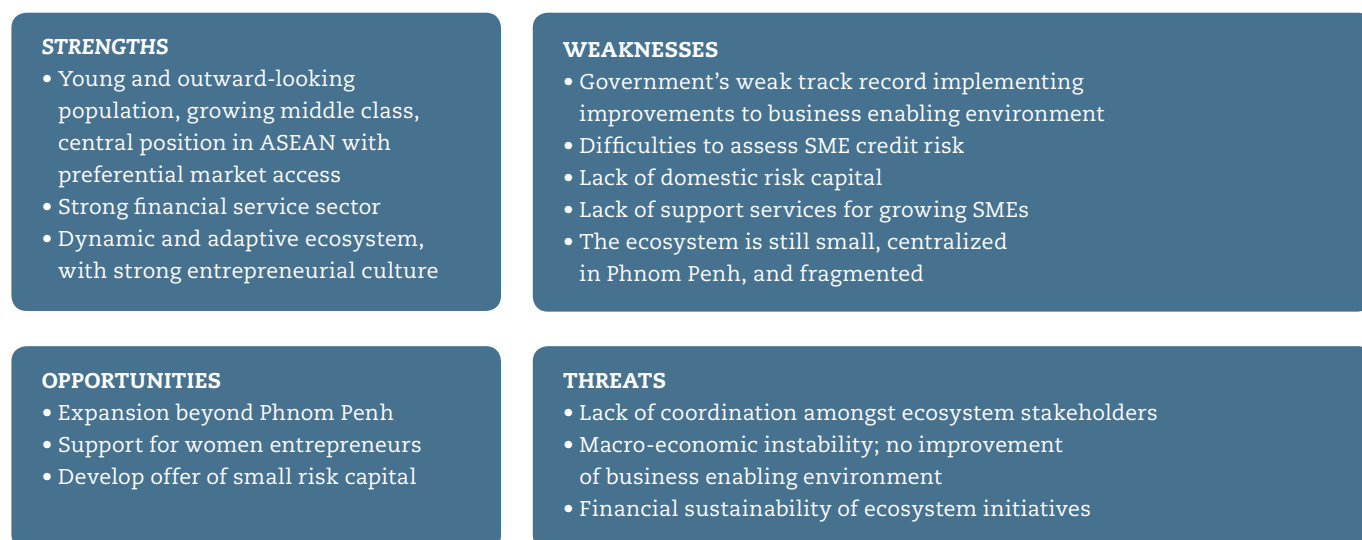 STRENGTHS
• Young and outward-looking
population, growing middle class,
central position in ASEAN with
preferential market access
• Strong financial service sector
• Dynamic and adaptive ecosystem,
with strong entrepreneurial culture
WEAKNESSES
• Government’s weak track record implementing
improvements to business enabling environment
• Difficulties to assess SME credit risk
• Lack of domestic risk capital
• Lack of support services for growing SMEs
• The ecosystem is still small, centralized
in Phnom Penh, and fragmented
OPPORTUNITIES
• Expansion beyond Phnom Penh
• Support for women entrepreneurs
• Develop offer of small risk capital
THREATS
• Lack of coordination amongst ecosystem stakeholders
• Macro-economic instability; no improvement
of business enabling environment
• Financial sustainability of ecosystem initiatives